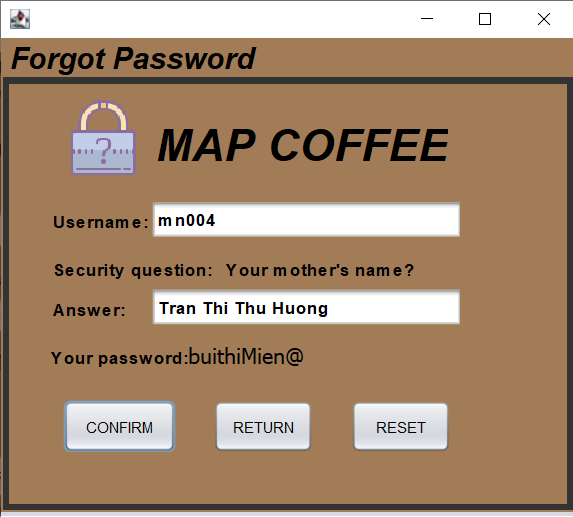 Forgot Password
?
MAP COFFEE
Username: mn004
Security question: Your mother's name?
Answer: Tran Thi Thu Huong
Your password:buithiMien@
CONFIRM RETURN RESET